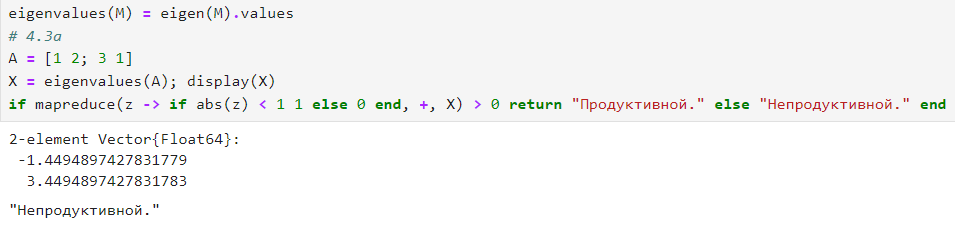 eigenvalues(M) = eigen(M).values
# 4.3a
A = [1 2; 3 1]
X = eigenvalues(A); display(X)
if mapreduce(z -> if abs(z) < 1 1 else 0 end, +, X) > 0 return "Продуктивной." else "Непродуктивной." end
2-element Vector{Float64}:
 -1.4494897427831779
  3.4494897427831783
"Непродуктивной."